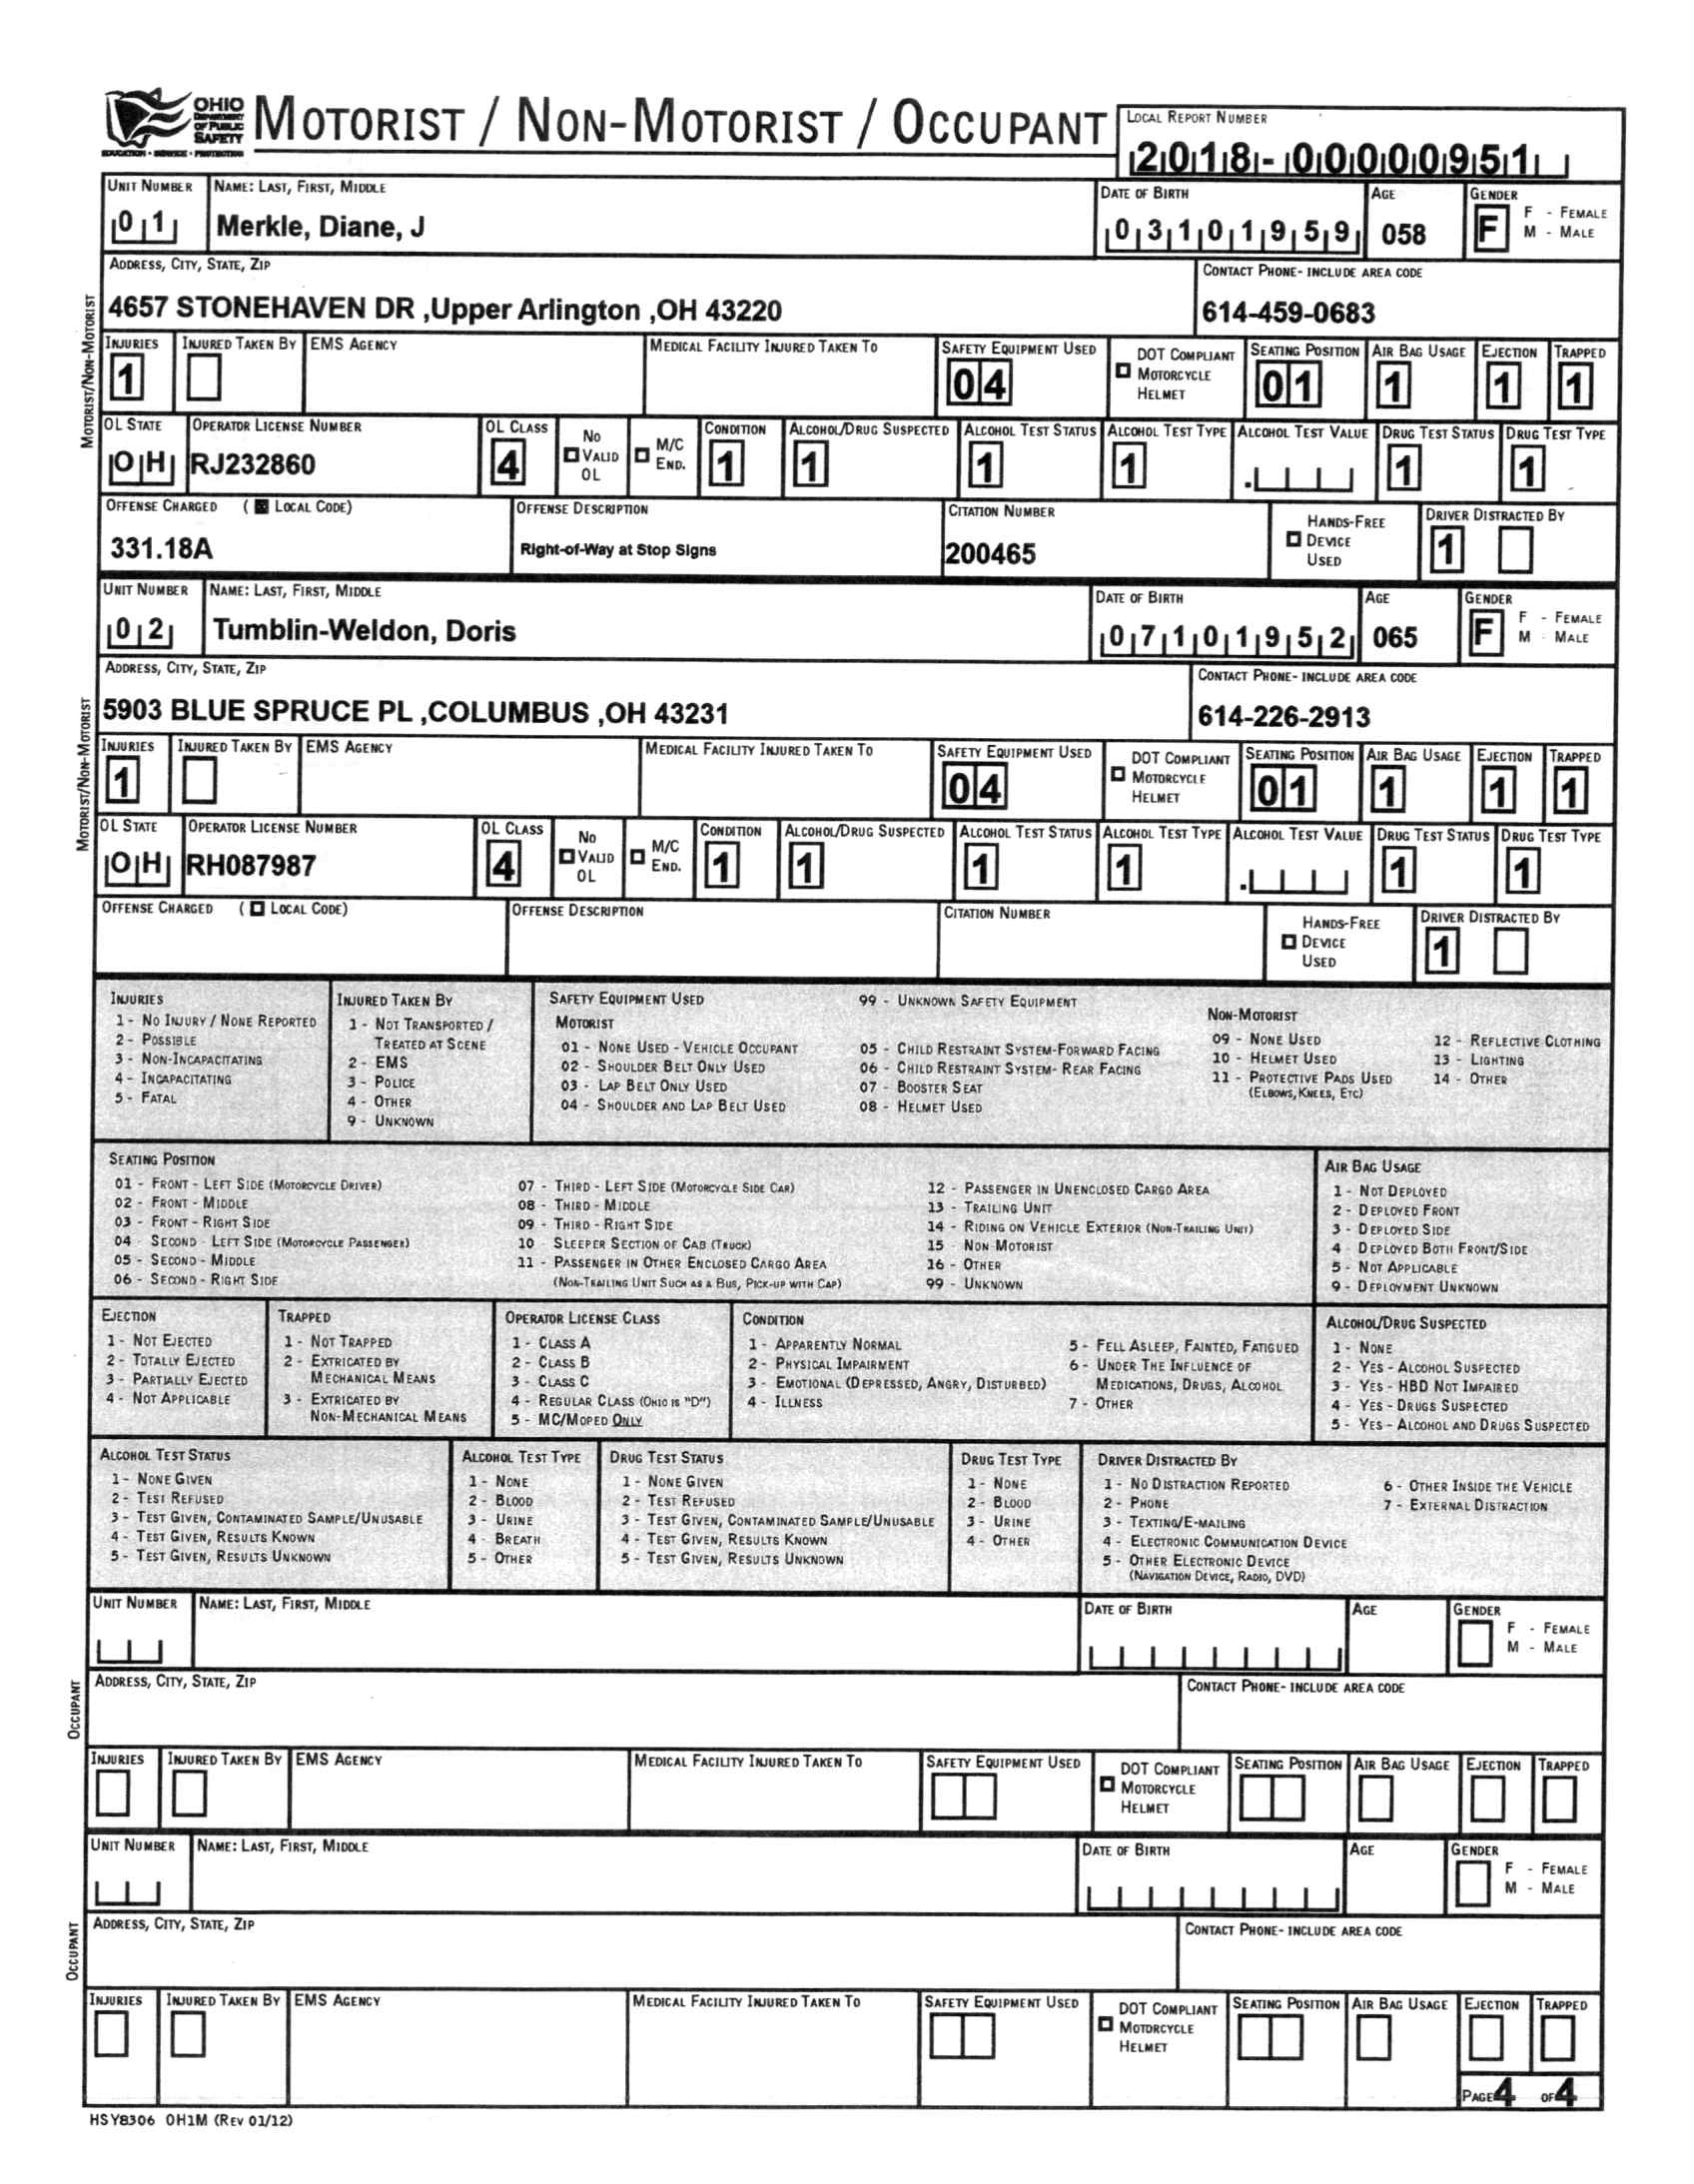 OHIO
DEPARTMENT
OF PUBLIC
SAFETY
EDUCATION • SERVICE • PROTECTION
MOTORIST / NON-MOTORIST / OCCUPANT
LOCAL REPORT NUMBER
2018-00000951
UNIT NUMBER NAME: LAST, FIRST, MIDDLE DATE OF BIRTH AGE GENDER
01 Merkle, Diane, J 03101959 058 F F - FEMALE
M - MALE
ADDRESS, CITY, STATE, ZIP CONTACT PHONE- INCLUDE AREA CODE
4657 STONEHAVEN DR ,Upper Arlington ,OH 43220 614-459-0683
MOTORIST/NON-MOTORIST
INJURIES INJURED TAKEN BY EMS AGENCY MEDICAL FACILITY INJURED TAKEN TO SAFETY EQUIPMENT USED DOT COMPLIANT MOTORCYCLE HELMET SEATING POSITION AIR BAG USAGE EJECTION TRAPPED
1 04 01 1 1 1
OL STATE OPERATOR LICENSE NUMBER OL CLASS NO VALID OL M/C END. CONDITION ALCOHOL/DRUG SUSPECTED ALCOHOL TEST STATUS ALCOHOL TEST TYPE ALCOHOL TEST VALUE DRUG TEST STATUS DRUG TEST TYPE
OH RJ232860 4 1 1 1 1 . 1 1
OFFENSE CHARGED ( LOCAL CODE) OFFENSE DESCRIPTION CITATION NUMBER HANDS-FREE DEVICE USED DRIVER DISTRACTED BY
331.18A Right-of-Way at Stop Signs 200465 1
UNIT NUMBER NAME: LAST, FIRST, MIDDLE DATE OF BIRTH AGE GENDER
02 Tumblin-Weldon, Doris 07101952 065 F F - FEMALE
M - MALE
ADDRESS, CITY, STATE, ZIP CONTACT PHONE- INCLUDE AREA CODE
5903 BLUE SPRUCE PL ,COLUMBUS ,OH 43231 614-226-2913
MOTORIST/NON-MOTORIST
INJURIES INJURED TAKEN BY EMS AGENCY MEDICAL FACILITY INJURED TAKEN TO SAFETY EQUIPMENT USED DOT COMPLIANT MOTORCYCLE HELMET SEATING POSITION AIR BAG USAGE EJECTION TRAPPED
1 04 01 1 1 1
OL STATE OPERATOR LICENSE NUMBER OL CLASS NO VALID OL M/C END. CONDITION ALCOHOL/DRUG SUSPECTED ALCOHOL TEST STATUS ALCOHOL TEST TYPE ALCOHOL TEST VALUE DRUG TEST STATUS DRUG TEST TYPE
OH RH087987 4 1 1 1 1 . 1 1
OFFENSE CHARGED ( LOCAL CODE) OFFENSE DESCRIPTION CITATION NUMBER HANDS-FREE DEVICE USED DRIVER DISTRACTED BY
1
INJURIES
1 - NO INJURY / NONE REPORTED
2 - POSSIBLE
3 - NON-INCAPACITATING
4 - INCAPACITATING
5 - FATAL
INJURED TAKEN BY
1 - NOT TRANSPORTED /
TREATED AT SCENE
2 - EMS
3 - POLICE
4 - OTHER
9 - UNKNOWN
SAFETY EQUIPMENT USED
MOTORIST
01 - NONE USED - VEHICLE OCCUPANT
02 - SHOULDER BELT ONLY USED
03 - LAP BELT ONLY USED
04 - SHOULDER AND LAP BELT USED
99 - UNKNOWN SAFETY EQUIPMENT
05 - CHILD RESTRAINT SYSTEM-FORWARD FACING
06 - CHILD RESTRAINT SYSTEM- REAR FACING
07 - BOOSTER SEAT
08 - HELMET USED
NON-MOTORIST
09 - NONE USED
10 - HELMET USED
11 - PROTECTIVE PADS USED
(ELBOWS, KNEES, ETC)
12 - REFLECTIVE CLOTHING
13 - LIGHTING
14 - OTHER
SEATING POSITION
01 - FRONT - LEFT SIDE (MOTORCYCLE DRIVER)
02 - FRONT - MIDDLE
03 - FRONT - RIGHT SIDE
04 - SECOND - LEFT SIDE (MOTORCYCLE PASSENGER)
05 - SECOND - MIDDLE
06 - SECOND - RIGHT SIDE
07 - THIRD - LEFT SIDE (MOTORCYCLE SIDE CAR)
08 - THIRD - MIDDLE
09 - THIRD - RIGHT SIDE
10 - SLEEPER SECTION OF CAB (TRUCK)
11 - PASSENGER IN OTHER ENCLOSED CARGO AREA
(NON-TRAILING UNIT SUCH AS A BUS, PICK-UP WITH CAP)
12 - PASSENGER IN UNENCLOSED CARGO AREA
13 - TRAILING UNIT
14 - RIDING ON VEHICLE EXTERIOR (NON-TRAILING UNIT)
15 - NON MOTORIST
16 - OTHER
99 - UNKNOWN
AIR BAG USAGE
1 - NOT DEPLOYED
2 - DEPLOYED FRONT
3 - DEPLOYED SIDE
4 - DEPLOYED BOTH FRONT/SIDE
5 - NOT APPLICABLE
9 - DEPLOYMENT UNKNOWN
EJECTION
1 - NOT EJECTED
2 - TOTALLY EJECTED
3 - PARTIALLY EJECTED
4 - NOT APPLICABLE
TRAPPED
1 - NOT TRAPPED
2 - EXTRICATED BY
MECHANICAL MEANS
3 - EXTRICATED BY
NON-MECHANICAL MEANS
OPERATOR LICENSE CLASS
1 - CLASS A
2 - CLASS B
3 - CLASS C
4 - REGULAR CLASS (OHIO IS "D")
5 - MC/MOPED ONLY
CONDITION
1 - APPARENTLY NORMAL
2 - PHYSICAL IMPAIRMENT
3 - EMOTIONAL (DEPRESSED, ANGRY, DISTURBED)
4 - ILLNESS
5 - FELL ASLEEP, FAINTED, FATIGUED
6 - UNDER THE INFLUENCE OF
MEDICATIONS, DRUGS, ALCOHOL
7 - OTHER
ALCOHOL/DRUG SUSPECTED
1 - NONE
2 - YES - ALCOHOL SUSPECTED
3 - YES - HBD NOT IMPAIRED
4 - YES - DRUGS SUSPECTED
5 - YES - ALCOHOL AND DRUGS SUSPECTED
ALCOHOL TEST STATUS
1 - NONE GIVEN
2 - TEST REFUSED
3 - TEST GIVEN, CONTAMINATED SAMPLE/UNUSABLE
4 - TEST GIVEN, RESULTS KNOWN
5 - TEST GIVEN, RESULTS UNKNOWN
ALCOHOL TEST TYPE
1 - NONE
2 - BLOOD
3 - URINE
4 - BREATH
5 - OTHER
DRUG TEST STATUS
1 - NONE GIVEN
2 - TEST REFUSED
3 - TEST GIVEN, CONTAMINATED SAMPLE/UNUSABLE
4 - TEST GIVEN, RESULTS KNOWN
5 - TEST GIVEN, RESULTS UNKNOWN
DRUG TEST TYPE
1 - NONE
2 - BLOOD
3 - URINE
4 - OTHER
DRIVER DISTRACTED BY
1 - NO DISTRACTION REPORTED
2 - PHONE
3 - TEXTING/E-MAILING
4 - ELECTRONIC COMMUNICATION DEVICE
5 - OTHER ELECTRONIC DEVICE
(NAVIGATION DEVICE, RADIO, DVD)
6 - OTHER INSIDE THE VEHICLE
7 - EXTERNAL DISTRACTION
UNIT NUMBER NAME: LAST, FIRST, MIDDLE DATE OF BIRTH AGE GENDER
F - FEMALE
M - MALE
OCCUPANT
ADDRESS, CITY, STATE, ZIP CONTACT PHONE- INCLUDE AREA CODE
INJURIES INJURED TAKEN BY EMS AGENCY MEDICAL FACILITY INJURED TAKEN TO SAFETY EQUIPMENT USED DOT COMPLIANT MOTORCYCLE HELMET SEATING POSITION AIR BAG USAGE EJECTION TRAPPED
UNIT NUMBER NAME: LAST, FIRST, MIDDLE DATE OF BIRTH AGE GENDER
F - FEMALE
M - MALE
OCCUPANT
ADDRESS, CITY, STATE, ZIP CONTACT PHONE- INCLUDE AREA CODE
INJURIES INJURED TAKEN BY EMS AGENCY MEDICAL FACILITY INJURED TAKEN TO SAFETY EQUIPMENT USED DOT COMPLIANT MOTORCYCLE HELMET SEATING POSITION AIR BAG USAGE EJECTION TRAPPED
PAGE 4 OF 4
HSY8306 OH1M (REV 01/12)